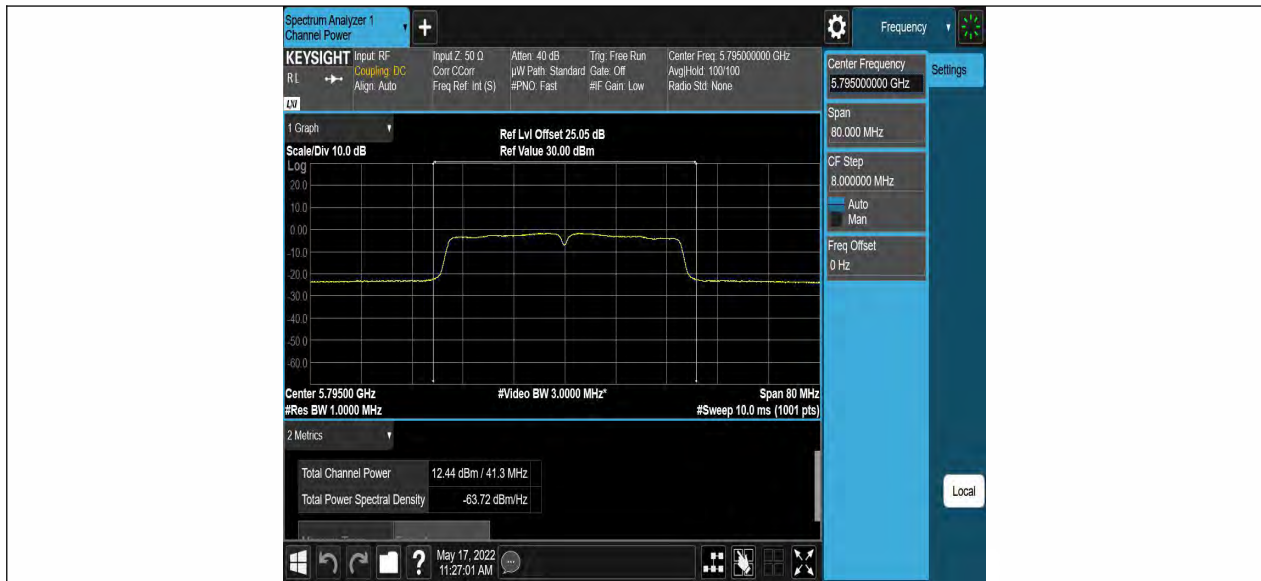 Spectrum Analyzer 1
Channel Power
+
Frequency
KEYSIGHT
RL
LXI
Input: RF
Coupling: DC
Align: Auto
Input Z: 50 Ω
Corr CCorr
Freq Ref: Int (S)
Atten: 40 dB
µW Path: Standard
#PNO: Fast
Trig: Free Run
Gate: Off
#IF Gain: Low
Center Freq: 5.795000000 GHz
Avg|Hold: 100/100
Radio Std: None
Center Frequency
5.795000000 GHz
Settings
Span
80.000 MHz
CF Step
8.000000 MHz
Auto
Man
Freq Offset
0 Hz
Local
1 Graph
Scale/Div 10.0 dB
Ref Lvl Offset 25.05 dB
Ref Value 30.00 dBm
Log
20.0
10.0
0.00
-10.0
-20.0
-30.0
-40.0
-50.0
-60.0
Center 5.79500 GHz
#Video BW 3.0000 MHz*
Span 80 MHz
#Res BW 1.0000 MHz
#Sweep 10.0 ms (1001 pts)
2 Metrics
Total Channel Power 12.44 dBm / 41.3 MHz
Total Power Spectral Density -63.72 dBm/Hz
?
May 17, 2022
11:27:01 AM